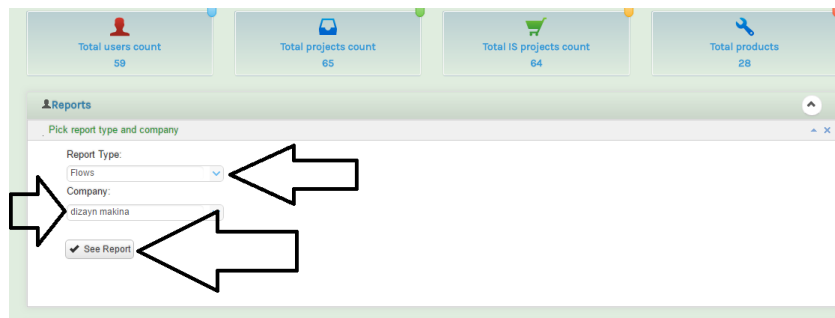 Total users count
59
Total projects count
65
Total IS projects count
64
Total products
28
Reports
Pick report type and company
Report Type:
Flows
Company:
dizayn makina
See Report